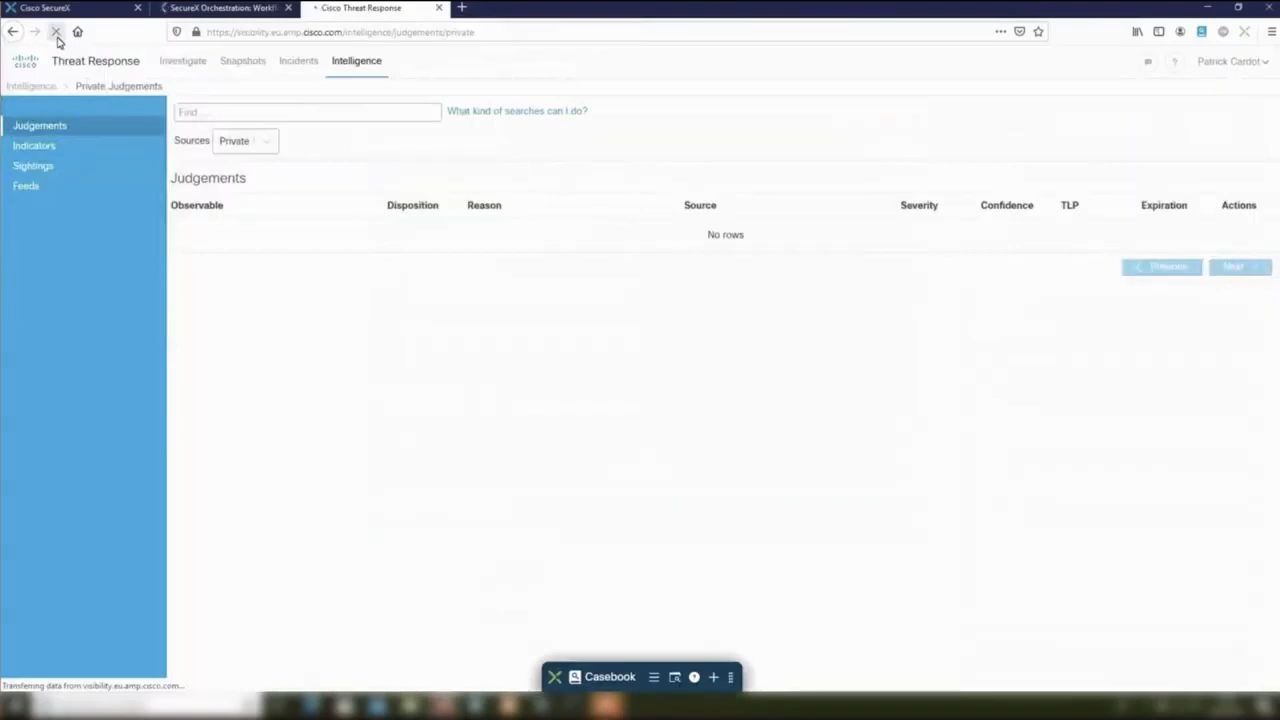 Cisco SecureX
SecureX Orchestration: Workfl
Cisco Threat Response
https://visibility.eu.amp.cisco.com/intelligence/judgements/private
cisco
Threat Response
Investigate
Snapshots
Incidents
Intelligence
Patrick Cardot
Intelligence > Private Judgements
Judgements
Indicators
Sightings
Feeds
Find ...
What kind of searches can I do?
Sources
Private
Judgements
Observable Disposition Reason Source Severity Confidence TLP Expiration Actions
No rows
Previous
Next
Casebook
Transferring data from visibility.eu.amp.cisco.com...